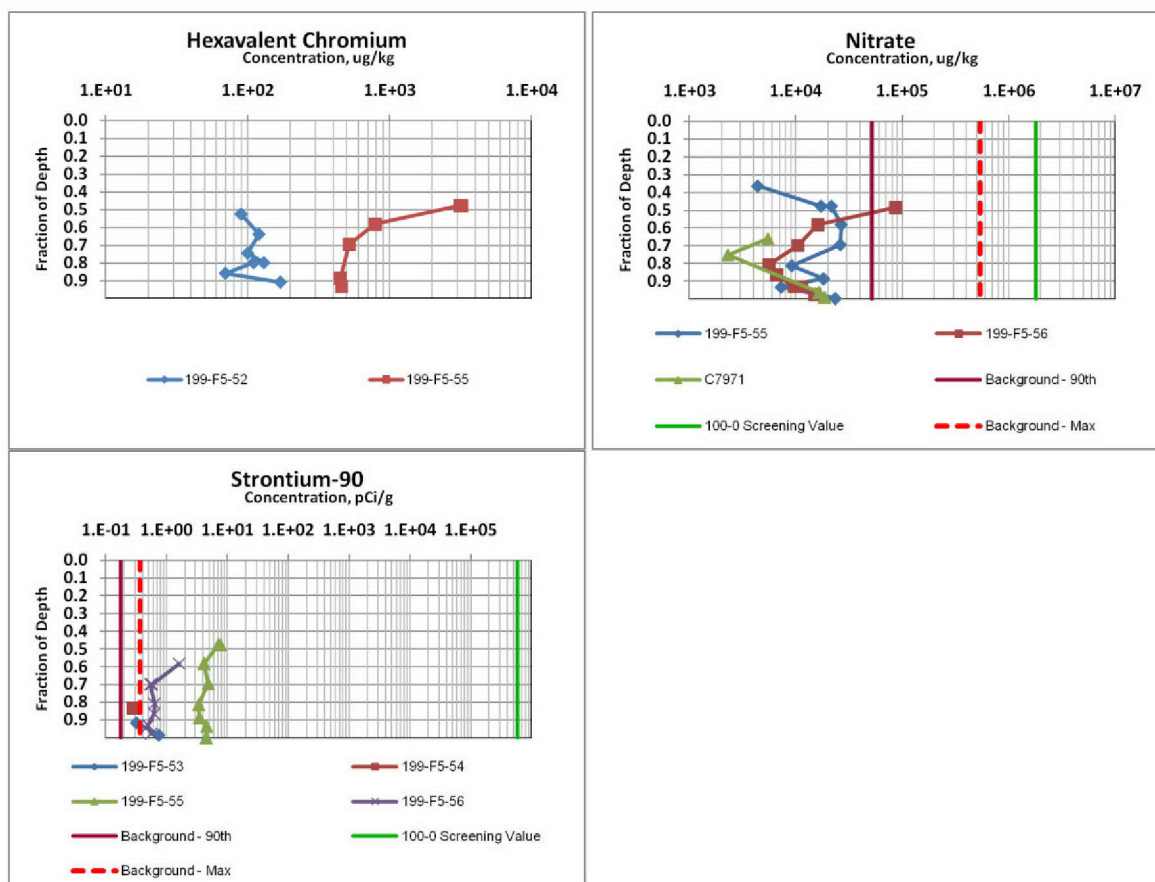 Hexavalent Chromium
Concentration, ug/kg
1.E+01 1.E+02 1.E+03 1.E+04
Fraction of Depth
0.0
0.1
0.2
0.3
0.4
0.5
0.6
0.7
0.8
0.9
199-F5-52 199-F5-55
Nitrate
Concentration, ug/kg
1.E+03 1.E+04 1.E+05 1.E+06 1.E+07
Fraction of Depth
0.0
0.1
0.2
0.3
0.4
0.5
0.6
0.7
0.8
0.9
199-F5-55 199-F5-56
C7971 Background - 90th
100-0 Screening Value Background - Max
Strontium-90
Concentration, pCi/g
1.E-01 1.E+00 1.E+01 1.E+02 1.E+03 1.E+04 1.E+05
Fraction of Depth
0.0
0.1
0.2
0.3
0.4
0.5
0.6
0.7
0.8
0.9
199-F5-53 199-F5-54
199-F5-55 199-F5-56
Background - 90th 100-0 Screening Value
Background - Max